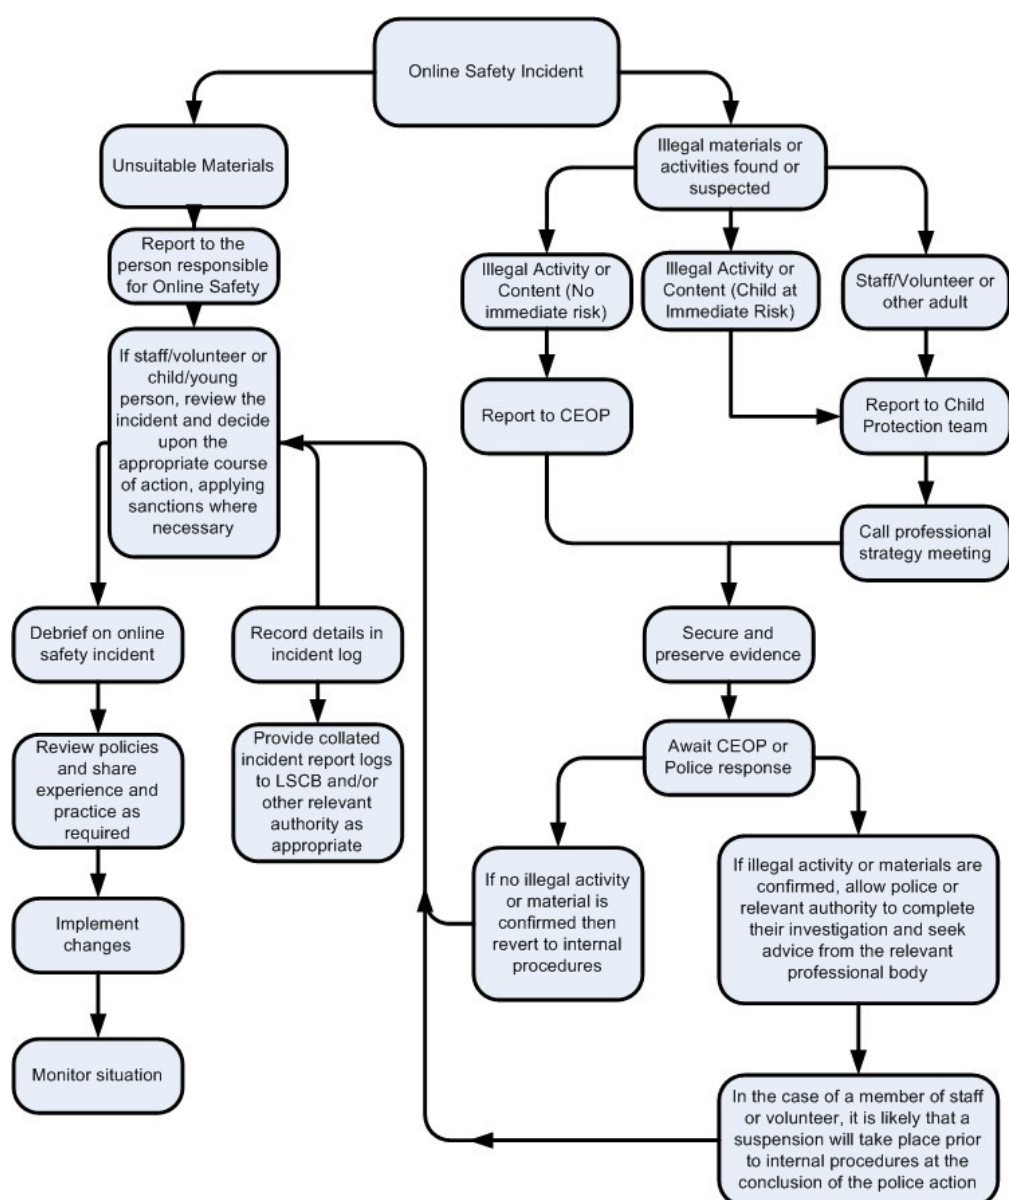 Online Safety Incident
Unsuitable Materials
Illegal materials or
activities found or
suspected
Report to the
person responsible
for Online Safety
Illegal Activity or
Content (No
immediate risk)
Illegal Activity or
Content (Child at
Immediate Risk)
Staff/Volunteer or
other adult
If staff/volunteer or
child/young
person, review the
incident and decide
upon the
appropriate course
of action, applying
sanctions where
necessary
Report to CEOP
Report to Child
Protection team
Call professional
strategy meeting
Debrief on online
safety incident
Record details in
incident log
Secure and
preserve evidence
Review policies
and share
experience and
practice as
required
Provide collated
incident report logs
to LSCB and/or
other relevant
authority as
appropriate
Await CEOP or
Police response
If no illegal activity
or material is
confirmed then
revert to internal
procedures
If illegal activity or materials are
confirmed, allow police or
relevant authority to complete
their investigation and seek
advice from the relevant
professional body
Implement
changes
Monitor situation
In the case of a member of staff
or volunteer, it is likely that a
suspension will take place prior
to internal procedures at the
conclusion of the police action